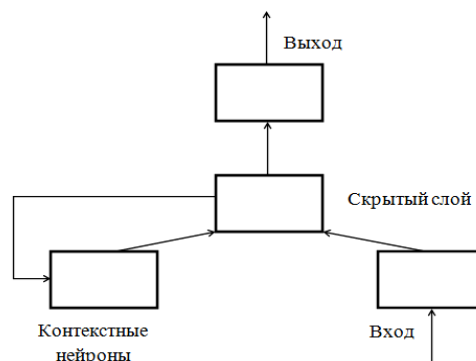 Выход
Скрытый слой
Контекстные
нейроны
Вход